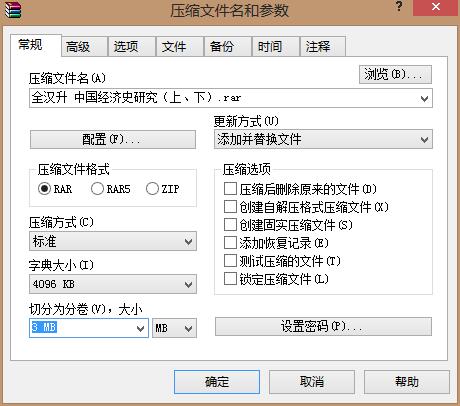 压缩文件名和参数
? ×
常规 高级 选项 文件 备份 时间 注释
压缩文件名(A)
浏览(B)...
全汉升 中国经济史研究（上、下）.rar
更新方式(U)
配置(F)...
添加并替换文件
压缩文件格式
RAR RAR5 ZIP
压缩选项
压缩后删除原来的文件(D)
创建自解压格式压缩文件(X)
创建固实压缩文件(S)
添加恢复记录(E)
测试压缩的文件(T)
锁定压缩文件(L)
压缩方式(C)
标准
字典大小(I)
4096 KB
切分为分卷(V)，大小
3 MB MB
设置密码(P)...
确定 取消 帮助